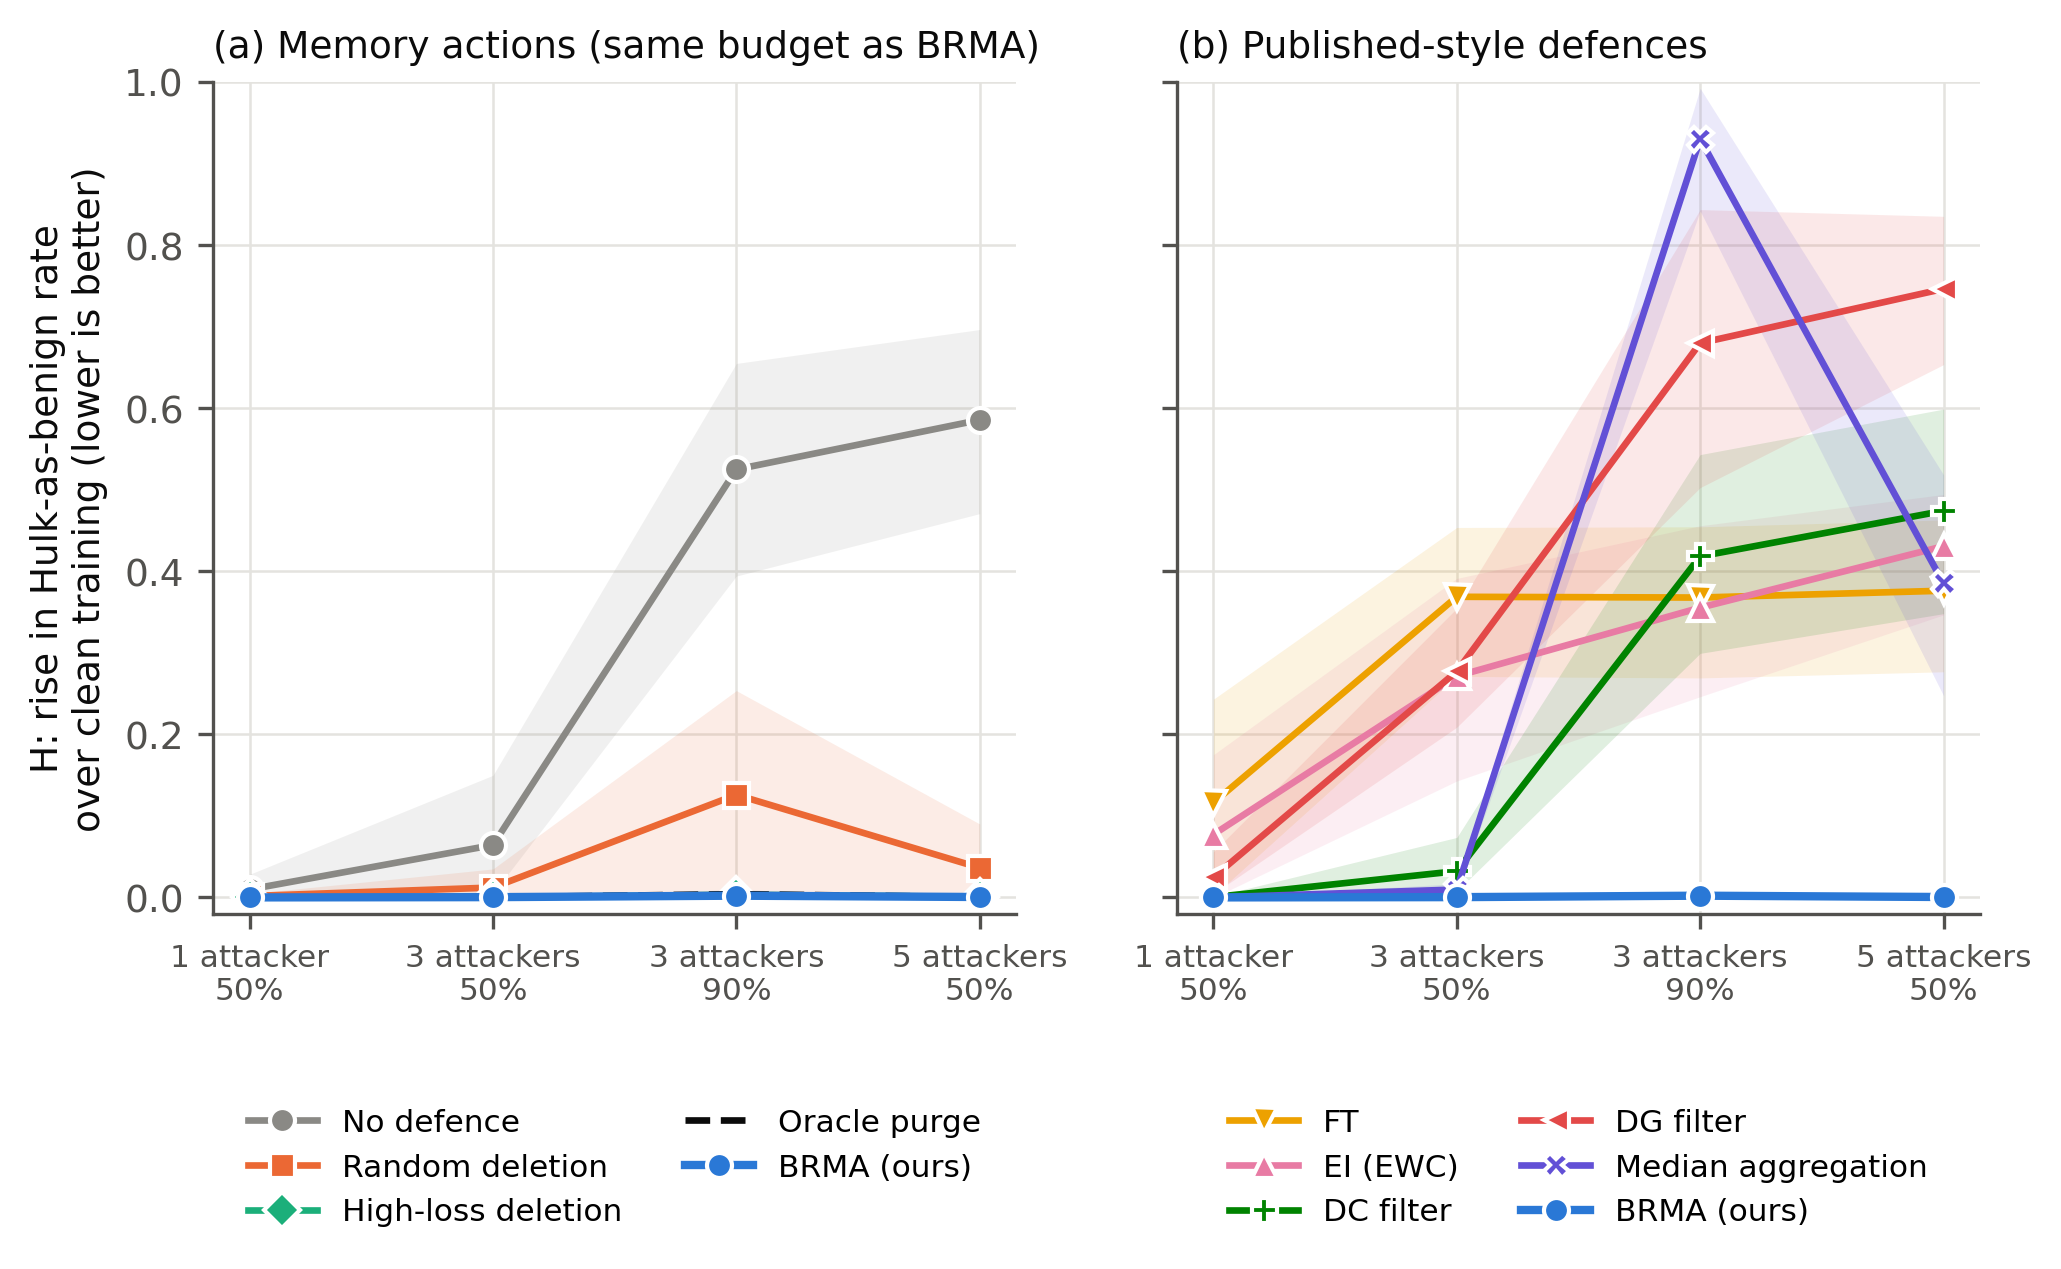 (a) Memory actions (same budget as BRMA)
H: rise in Hulk-as-benign rate
over clean training (lower is better)
1.0
0.8
0.6
0.4
0.2
0.0
1 attacker
50%
3 attackers
50%
3 attackers
90%
5 attackers
50%
No defence
Random deletion
High-loss deletion
Oracle purge
BRMA (ours)
(b) Published-style defences
1 attacker
50%
3 attackers
50%
3 attackers
90%
5 attackers
50%
FT
EI (EWC)
DC filter
DG filter
Median aggregation
BRMA (ours)